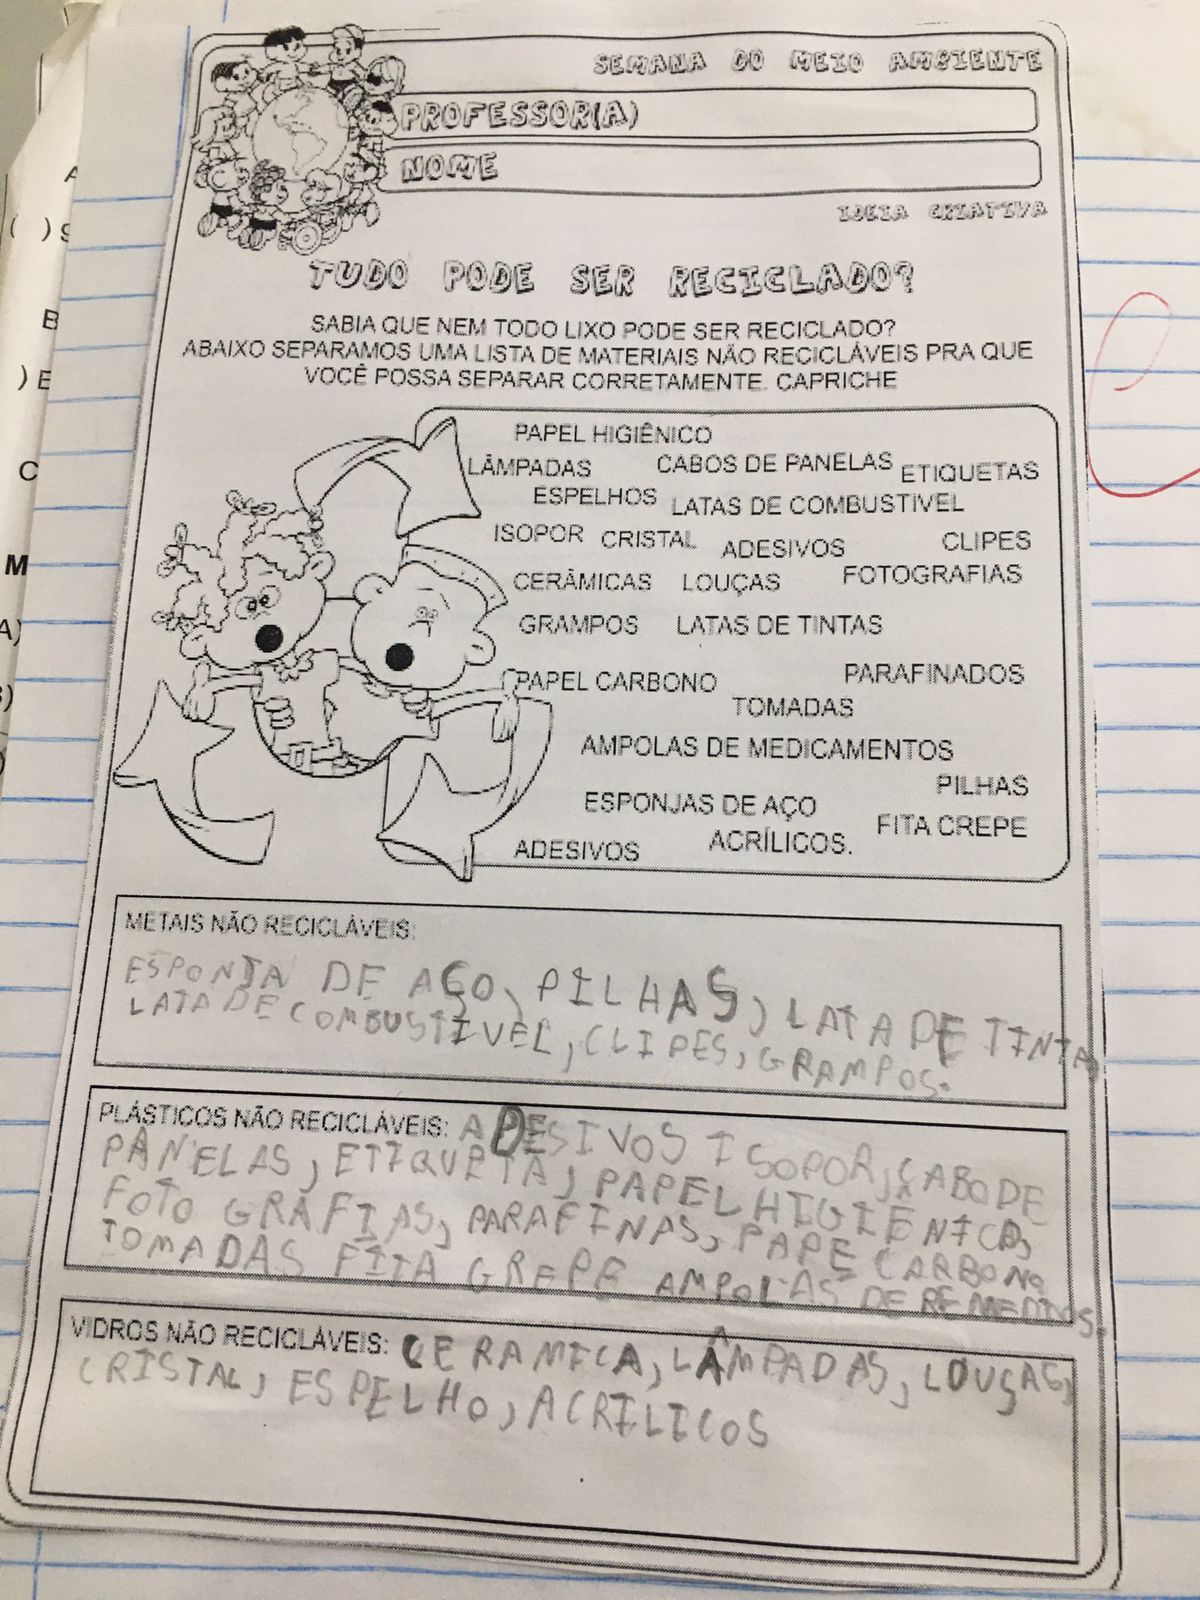 SEMANA DO MEIO AMBIENTE
PROFESSOR(A)
NOME
IDEIA CRIATIVA
TUDO PODE SER RECICLADO?
SABIA QUE NEM TODO LIXO PODE SER RECICLADO?
ABAIXO SEPARAMOS UMA LISTA DE MATERIAIS NÃO RECICLÁVEIS PRA QUE
VOCÊ POSSA SEPARAR CORRETAMENTE. CAPRICHE
PAPEL HIGIÊNICO
LÂMPADAS CABOS DE PANELAS ETIQUETAS
ESPELHOS LATAS DE COMBUSTIVEL
ISOPOR CRISTAL ADESIVOS CLIPES
CERÂMICAS LOUÇAS FOTOGRAFIAS
GRAMPOS LATAS DE TINTAS
PAPEL CARBONO PARAFINADOS
TOMADAS
AMPOLAS DE MEDICAMENTOS
PILHAS
ESPONJAS DE AÇO
FITA CREPE
ADESIVOS ACRÍLICOS.
METAIS NÃO RECICLÁVEIS:
ESPONJA DE AÇO, PILHAS, LATA DE TINTA,
LATA DE COMBUSTIVEL, CLIPES, GRAMPOS.
PLÁSTICOS NÃO RECICLÁVEIS: ADESIVOS ISOPOR, CABO DE
PÂNELAS, ETIQUETA, PAPEL HIGIÊNICO,
FOTO GRAFIAS, PARAFINAS, PAPE CARBONO
TOMADAS FITA GREPE AMPOLAS DE REMEDIOS.
VIDROS NÃO RECICLÁVEIS: CERAMICA, LÂMPADAS, LOUÇAS,
CRISTAL, ESPELHO, ACRILICOS
A
( ) S
B
) E
C
M
A)